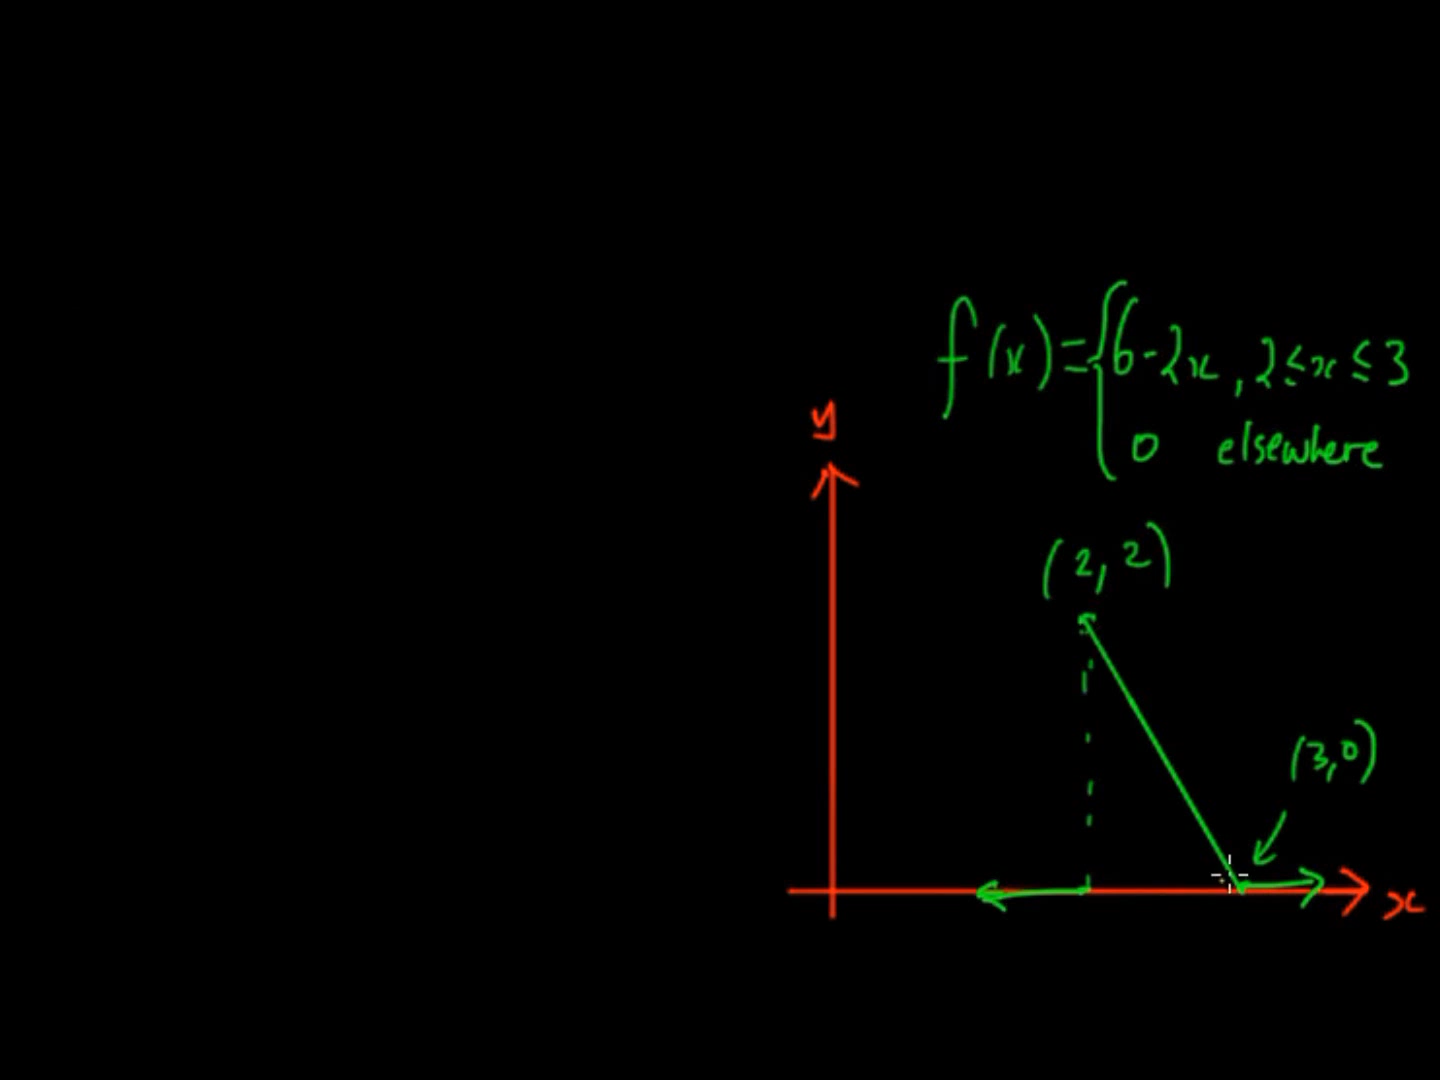 f(x)={6-2x, 2≤x≤3
0 elsewhere
y
(2, 2)
(3,0)
x